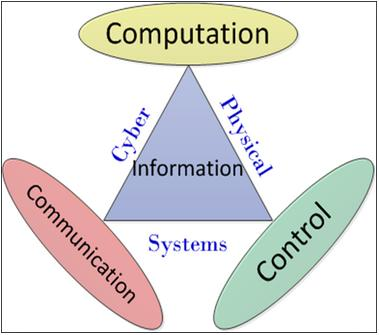 Computation
Cyber
Physical
Information
Communication
Systems
Control